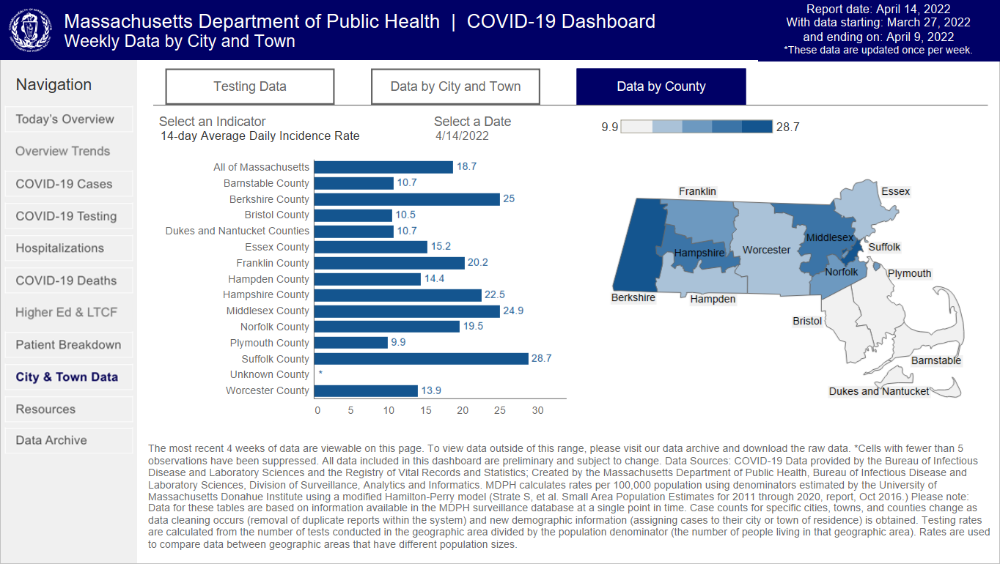 Massachusetts Department of Public Health | COVID-19 Dashboard
Weekly Data by City and Town
Report date: April 14, 2022
With data starting: March 27, 2022
and ending on: April 9, 2022
*These data are updated once per week.
Navigation
Today's Overview
Overview Trends
COVID-19 Cases
COVID-19 Testing
Hospitalizations
COVID-19 Deaths
Higher Ed & LTCF
Patient Breakdown
City & Town Data
Resources
Data Archive
Testing Data
Data by City and Town
Data by County
Select an Indicator
14-day Average Daily Incidence Rate
Select a Date
4/14/2022
9.9 28.7
All of Massachusetts 18.7
Barnstable County 10.7
Berkshire County 25
Bristol County 10.5
Dukes and Nantucket Counties 10.7
Essex County 15.2
Franklin County 20.2
Hampden County 14.4
Hampshire County 22.5
Middlesex County 24.9
Norfolk County 19.5
Plymouth County 9.9
Suffolk County 28.7
Unknown County *
Worcester County 13.9
0 5 10 15 20 25 30
Franklin
Essex
Middlesex
Suffolk
Hampshire
Worcester
Norfolk
Plymouth
Berkshire
Hampden
Bristol
Barnstable
Dukes and Nantucket
The most recent 4 weeks of data are viewable on this page. To view data outside of this range, please visit our data archive and download the raw data. *Cells with fewer than 5
observations have been suppressed. All data included in this dashboard are preliminary and subject to change. Data Sources: COVID-19 Data provided by the Bureau of Infectious
Disease and Laboratory Sciences and the Registry of Vital Records and Statistics; Created by the Massachusetts Department of Public Health, Bureau of Infectious Disease and
Laboratory Sciences, Division of Surveillance, Analytics and Informatics. MDPH calculates rates per 100,000 population using denominators estimated by the University of
Massachusetts Donahue Institute using a modified Hamilton-Perry model (Strate S, et al. Small Area Population Estimates for 2011 through 2020, report, Oct 2016.) Please note:
Data for these tables are based on information available in the MDPH surveillance database at a single point in time. Case counts for specific cities, towns, and counties change as
data cleaning occurs (removal of duplicate reports within the system) and new demographic information (assigning cases to their city or town of residence) is obtained. Testing rates
are calculated from the number of tests conducted in the geographic area divided by the population denominator (the number of people living in that geographic area). Rates are used
to compare data between geographic areas that have different population sizes.